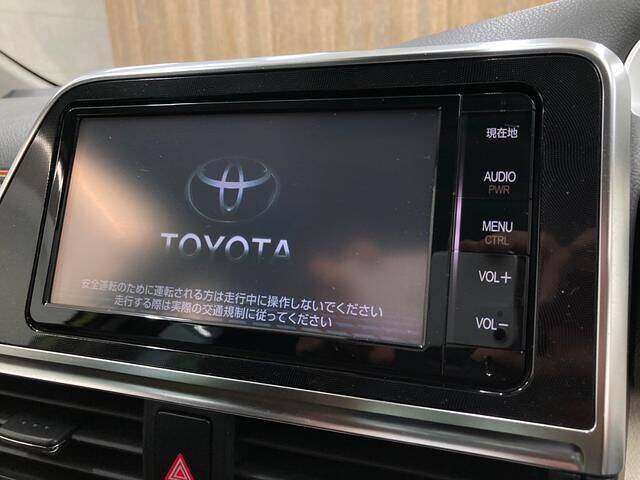 TOYOTA
安全運転のために運転される方は走行中に操作しないでください
走行する際は実際の交通規制に従ってください
現在地
AUDIO
PWR
MENU
CTRL
VOL+
VOL−